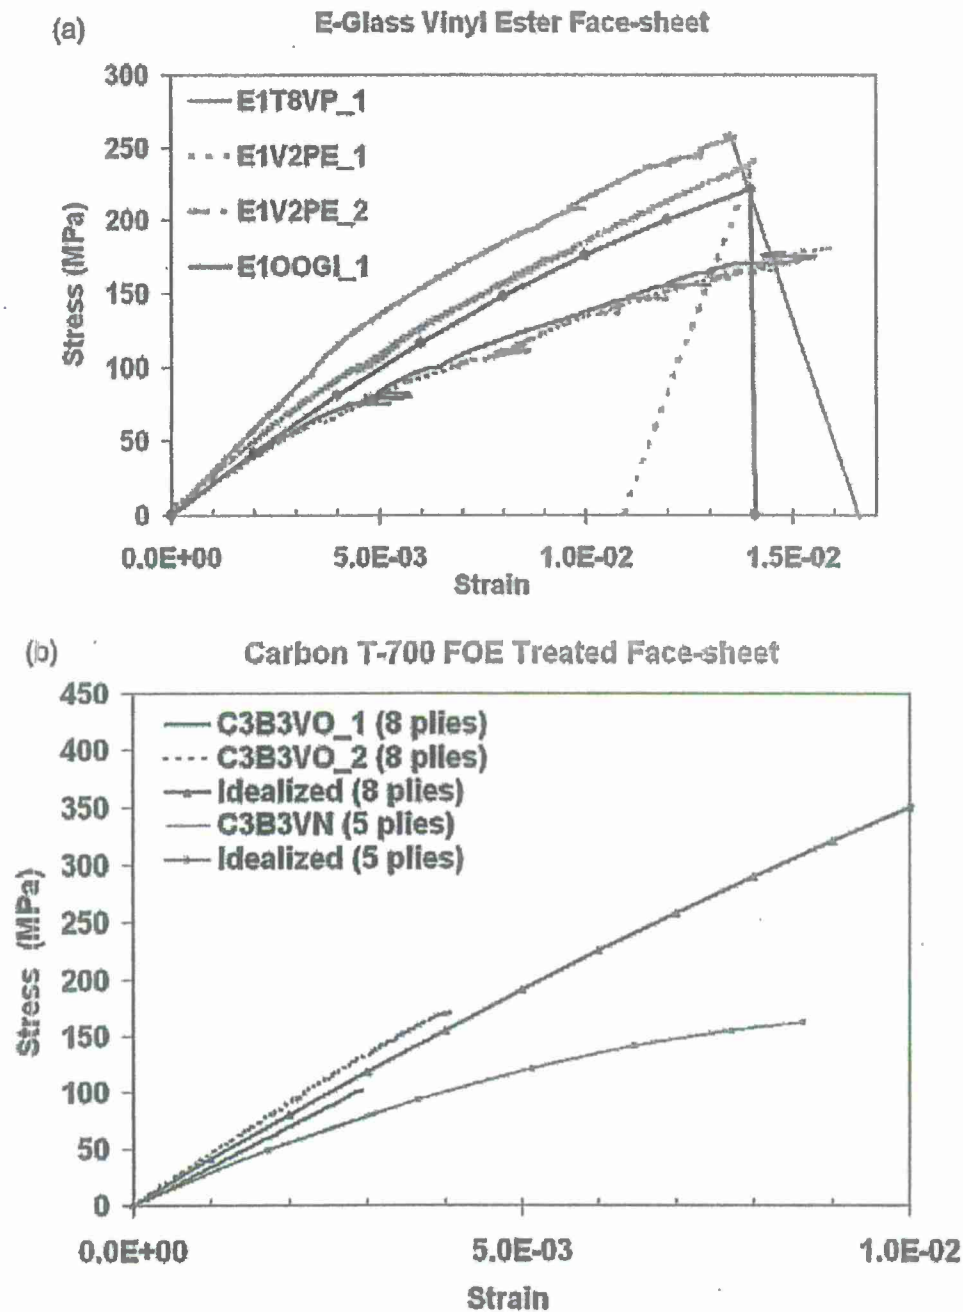 (a)
E-Glass Vinyl Ester Face-sheet
300
250
200
150
100
50
0
Stress (MPa)
E1T8VP_1
E1V2PE_1
E1V2PE_2
E1OOGI_1
0.0E+00 5.0E-03 1.0E-02 1.5E-02
Strain
(b)
Carbon T-700 FOE Treated Face-sheet
450
400
350
300
250
200
150
100
50
0
Stress (MPa)
C3B3VO_1 (8 plies)
C3B3VO_2 (8 plies)
Idealized (8 plies)
C3B3VN (5 plies)
Idealized (5 plies)
0.0E+00 5.0E-03 1.0E-02
Strain